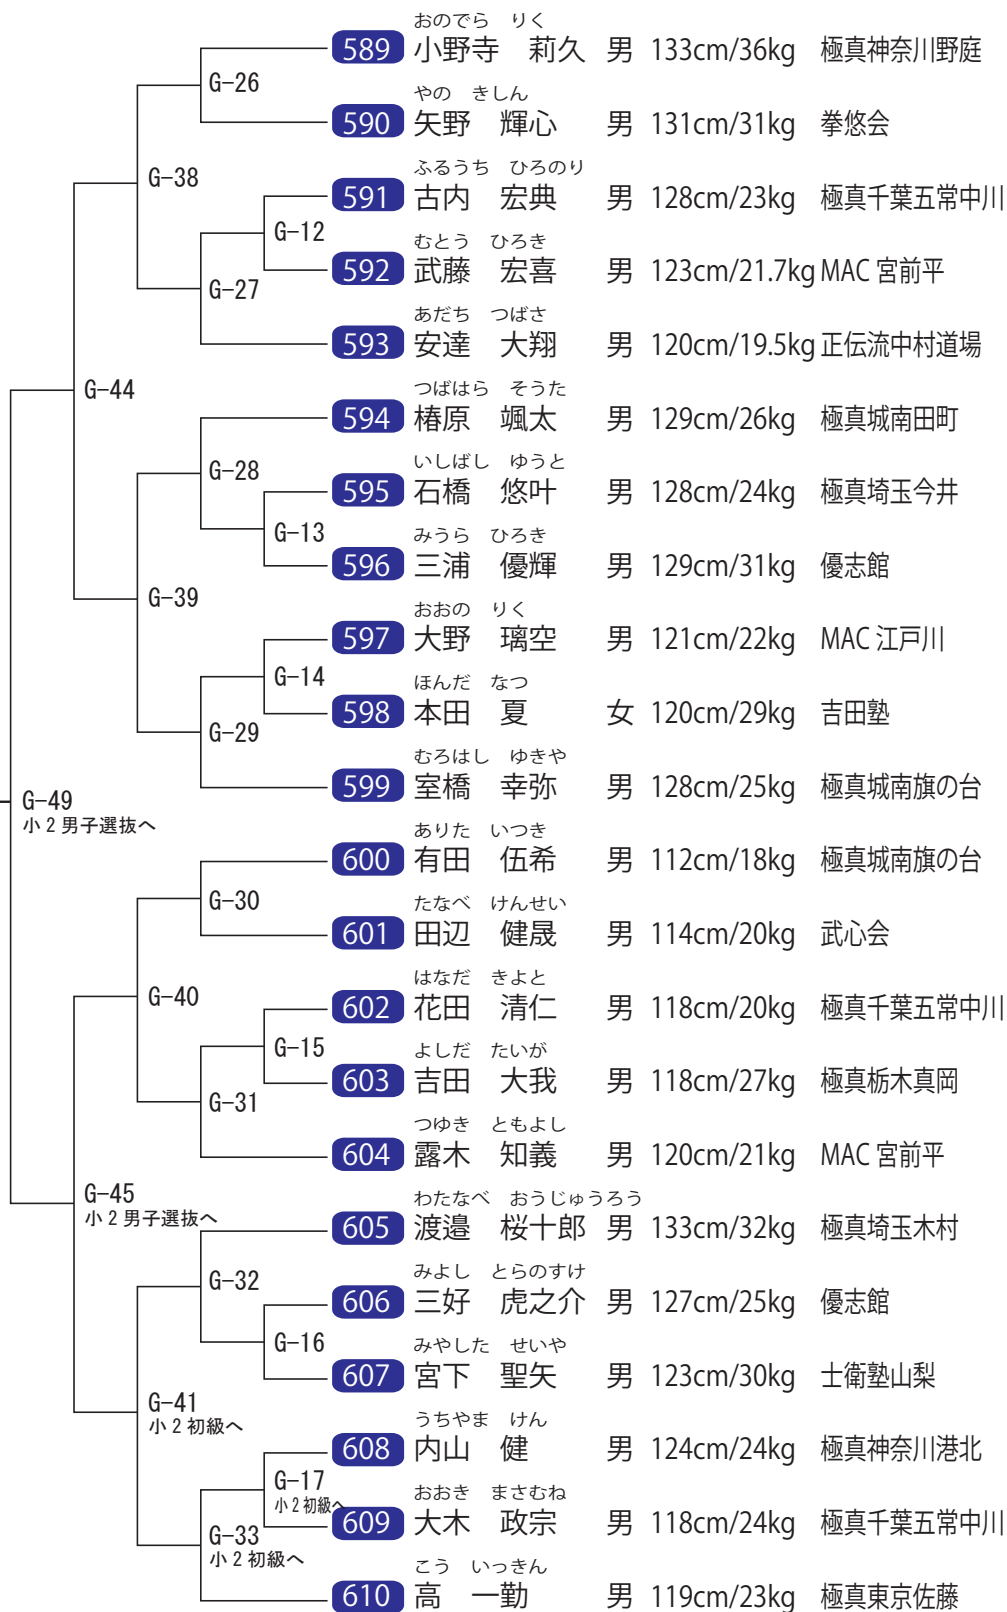 おのでら りく
589 小野寺 莉久 男 133cm/36kg 極真神奈川野庭
G-26
やの きしん
590 矢野 輝心 男 131cm/31kg 拳悠会
G-38
ふるうち ひろのり
591 古内 宏典 男 128cm/23kg 極真千葉五常中川
G-12
むとう ひろき
592 武藤 宏喜 男 123cm/21.7kg MAC 宮前平
G-27
あだち つばさ
593 安達 大翔 男 120cm/19.5kg 正伝流中村道場
G-44
つばはら そうた
594 椿原 颯太 男 129cm/26kg 極真城南田町
G-28
いしばし ゆうと
595 石橋 悠叶 男 128cm/24kg 極真埼玉今井
G-13
みうら ひろき
596 三浦 優輝 男 129cm/31kg 優志館
G-39
おおの りく
597 大野 璃空 男 121cm/22kg MAC 江戸川
G-14
ほんだ なつ
598 本田 夏 女 120cm/29kg 吉田塾
G-29
むろはし ゆきや
599 室橋 幸弥 男 128cm/25kg 極真城南旗の台
G-49
小2男子選抜へ
ありた いつき
600 有田 伍希 男 112cm/18kg 極真城南旗の台
G-30
たなべ けんせい
601 田辺 健晟 男 114cm/20kg 武心会
G-40
はなだ きよと
602 花田 清仁 男 118cm/20kg 極真千葉五常中川
G-15
よしだ たいが
603 吉田 大我 男 118cm/27kg 極真栃木真岡
G-31
つゆき ともよし
604 露木 知義 男 120cm/21kg MAC 宮前平
G-45
小2男子選抜へ
わたなべ おうじゅうろう
605 渡邉 桜十郎 男 133cm/32kg 極真埼玉木村
G-32
みよし とらのすけ
606 三好 虎之介 男 127cm/25kg 優志館
G-16
みやした せいや
607 宮下 聖矢 男 123cm/30kg 士衛塾山梨
G-41
小2初級へ
うちやま けん
608 内山 健 男 124cm/24kg 極真神奈川港北
G-17
小2初級へ
おおき まさむね
609 大木 政宗 男 118cm/24kg 極真千葉五常中川
G-33
小2初級へ
こう いっきん
610 高 一勤 男 119cm/23kg 極真東京佐藤